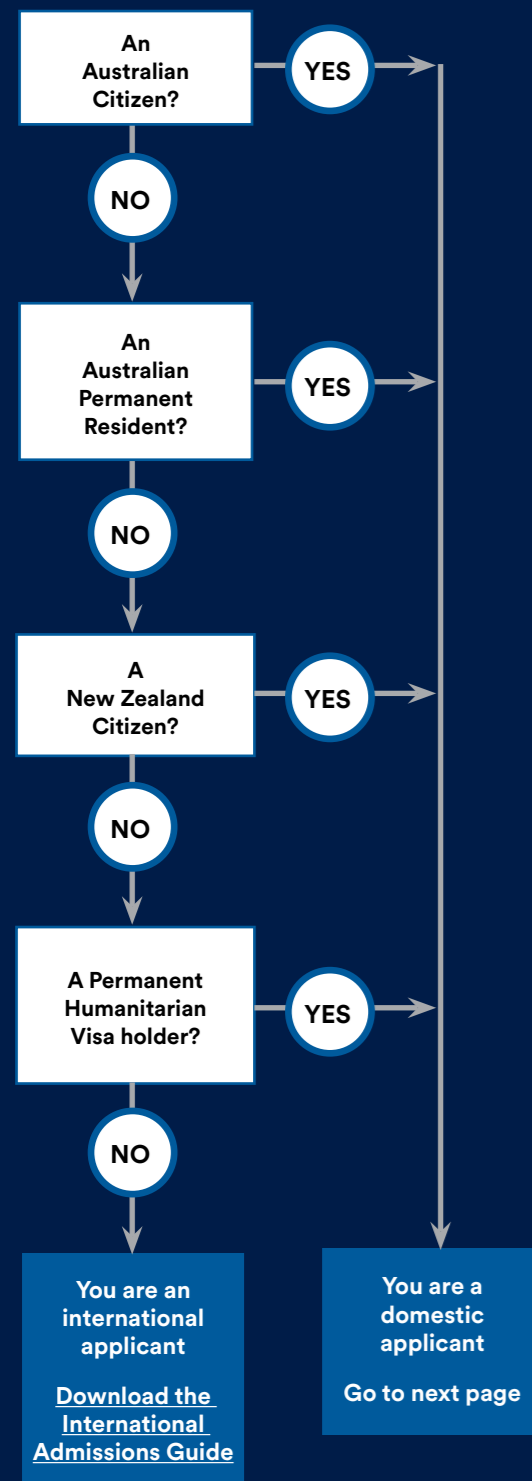 An
Australian
Citizen?
YES
NO
An
Australian
Permanent
Resident?
YES
NO
A
New Zealand
Citizen?
YES
NO
A Permanent
Humanitarian
Visa holder?
YES
NO
You are an
international
applicant
Download the
International
Admissions Guide
You are a
domestic
applicant
Go to next page